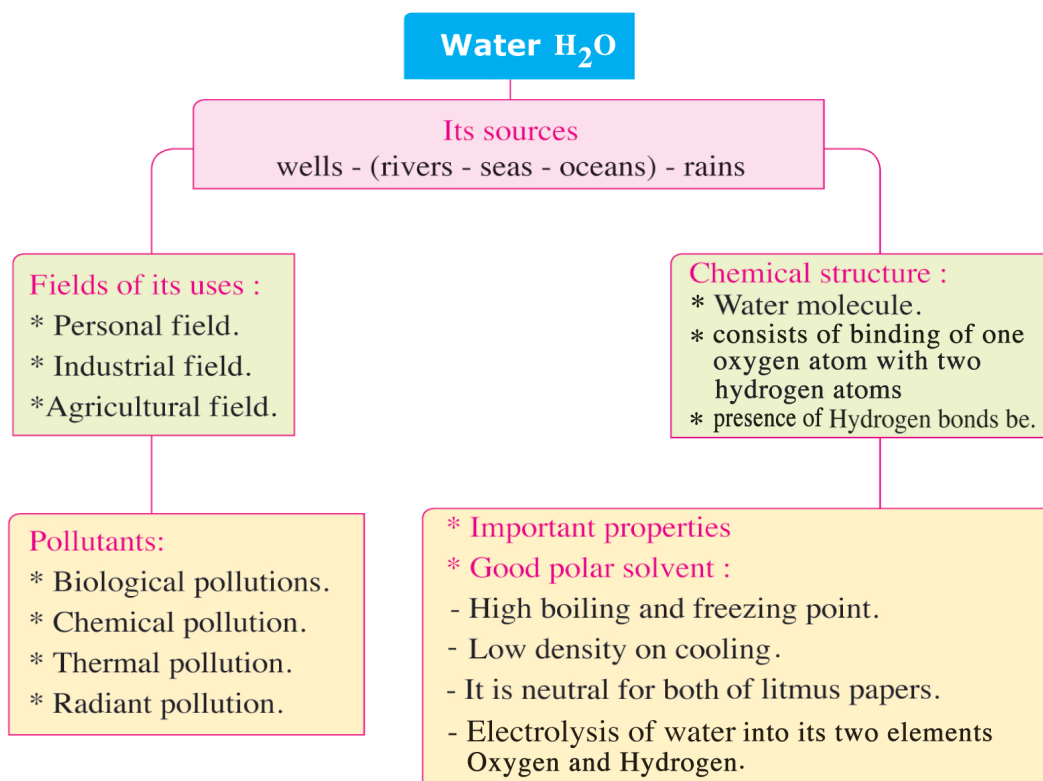 Water H₂O
Its sources
wells - (rivers - seas - oceans) - rains
Fields of its uses :
* Personal field.
* Industrial field.
*Agricultural field.
Chemical structure :
* Water molecule.
* consists of binding of one
oxygen atom with two
hydrogen atoms
* presence of Hydrogen bonds be.
Pollutants:
* Biological pollutions.
* Chemical pollution.
* Thermal pollution.
* Radiant pollution.
* Important properties
* Good polar solvent :
- High boiling and freezing point.
- Low density on cooling.
- It is neutral for both of litmus papers.
- Electrolysis of water into its two elements
Oxygen and Hydrogen.